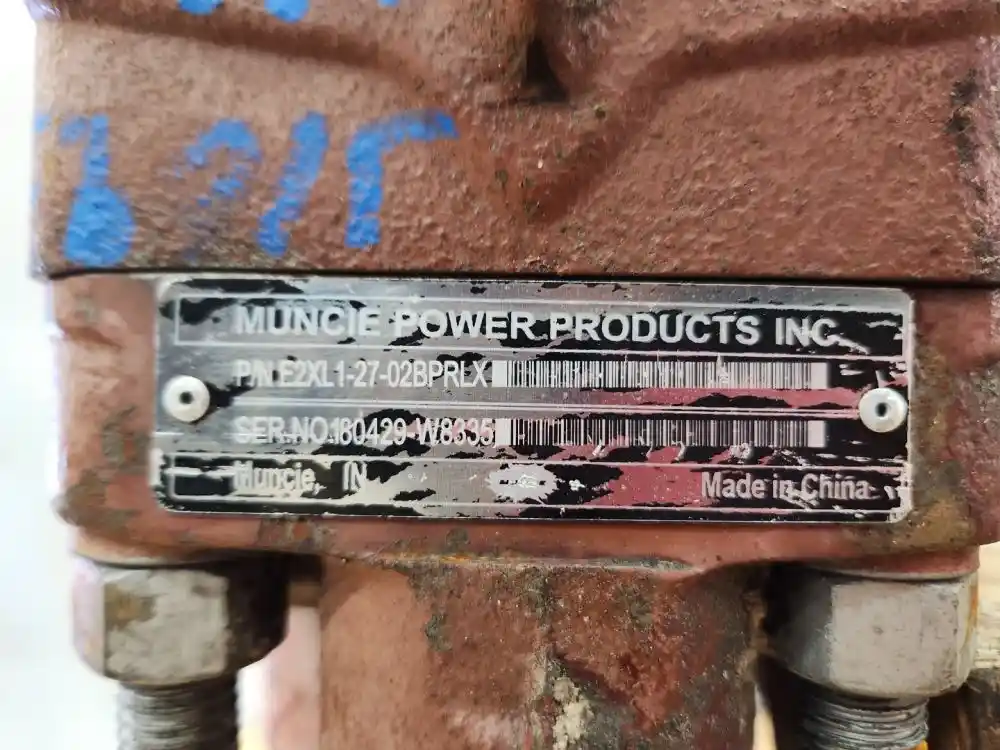 MUNCIE POWER PRODUCTS INC.
P/N E2XL1-27-02BPRLX
SER.NO.180429-W8335
Muncie, IN Made in China